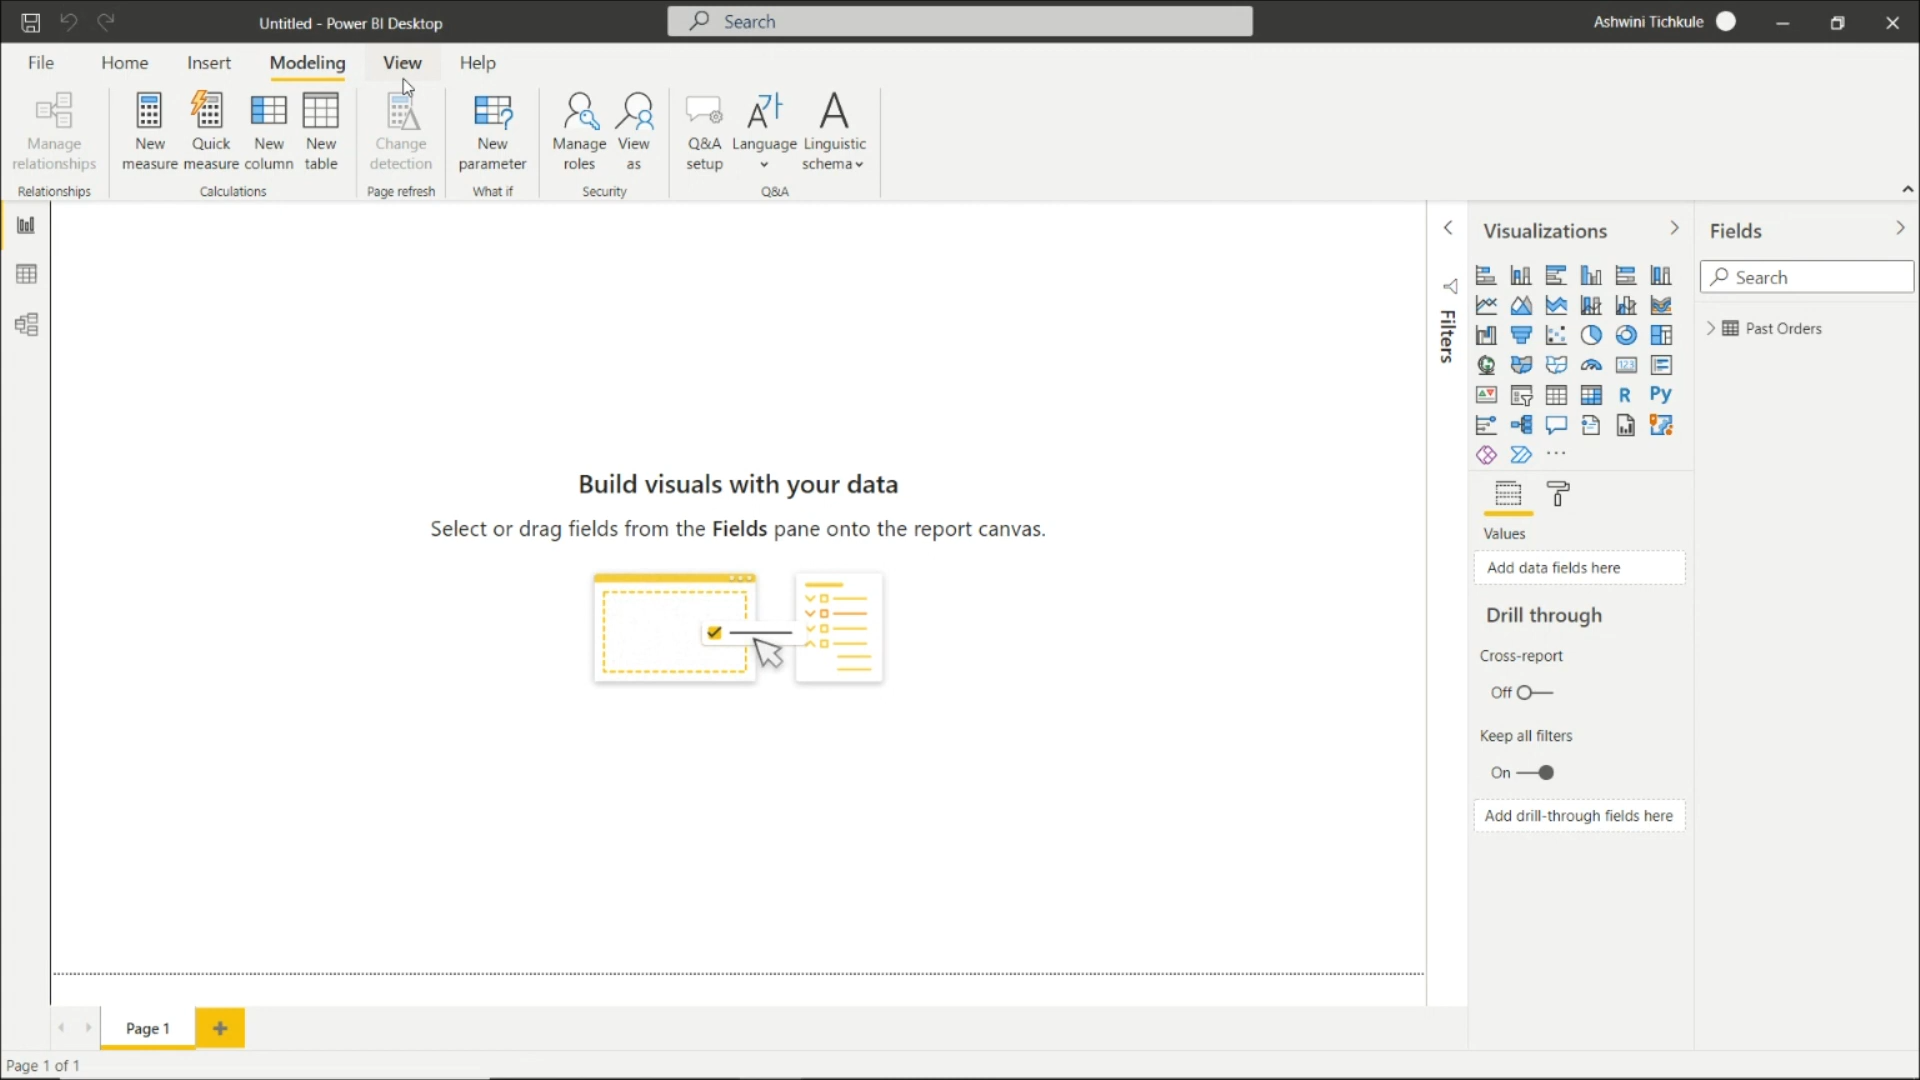 Untitled - Power BI Desktop
Search
Ashwini Tichkule
File Home Insert Modeling View Help
Manage relationships
New measure
Quick measure
New column
New table
Change detection
New parameter
Manage roles
View as
Q&A setup
Language
Linguistic schema
Relationships
Calculations
Page refresh
What if
Security
Q&A
Build visuals with your data
Select or drag fields from the Fields pane onto the report canvas.
Filters
Visualizations
123
R
Py
...
Values
Add data fields here
Drill through
Cross-report
Off
Keep all filters
On
Add drill-through fields here
Fields
Search
Past Orders
Page 1
Page 1 of 1